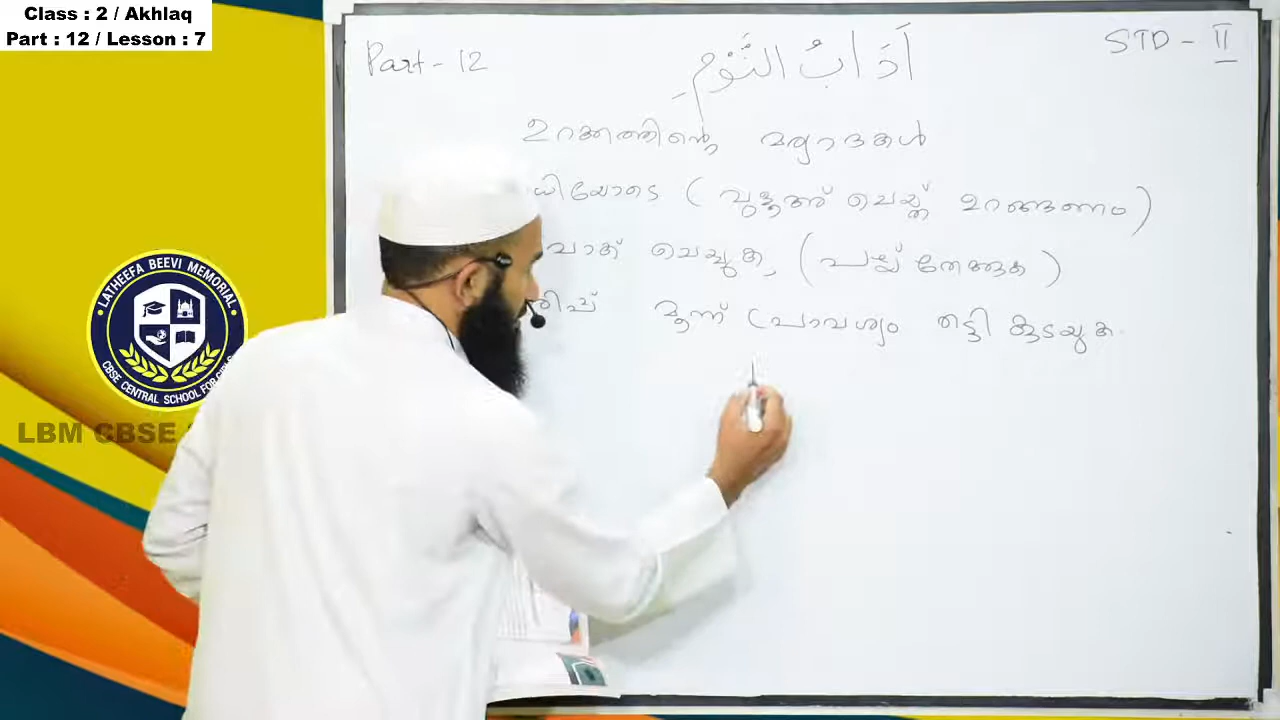 Class : 2 / Akhlaq
Part : 12 / Lesson : 7
Part - 12
آدَابُ النَّوْمِ
STD - II
ഉറക്കത്തിന്റെ മര്യാദകൾ
ധിയോടെ ( വുളൂഅ് ചെയ്ത് ഉറങ്ങണം )
വാക് ചെയ്യുക, ( പല്ല് തേക്കുക )
രിപ്പ് മൂന്ന് പ്രാവശ്യം തട്ടി കുടയുക
LATHEEFA BEEVI MEMORIAL
CBSE CENTRAL SCHOOL FOR GIRLS
LBM CBSE